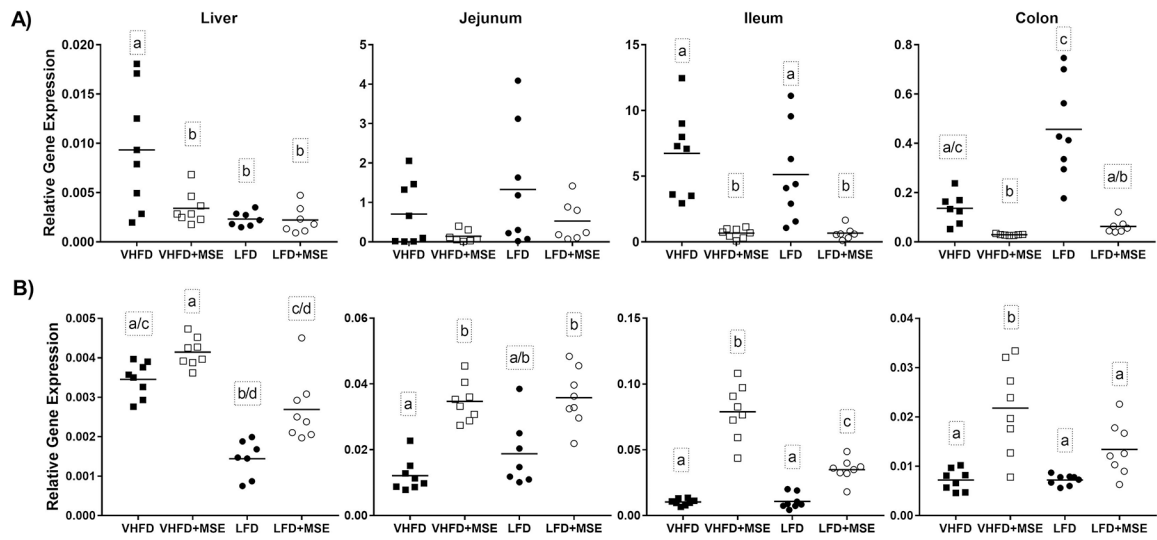 A)
Liver
Jejunum
Ileum
Colon
Relative Gene Expression
0.020
0.015
0.010
0.005
0.000
a
b
b
b
VHFD VHFD+MSE LFD LFD+MSE
5
4
3
2
1
0
VHFD VHFD+MSE LFD LFD+MSE
15
10
5
0
a
b
a
b
VHFD VHFD+MSE LFD LFD+MSE
0.8
0.6
0.4
0.2
0.0
a/c
b
c
a/b
VHFD VHFD+MSE LFD LFD+MSE
B)
Relative Gene Expression
0.005
0.004
0.003
0.002
0.001
0.000
a/c
a
b/d
c/d
VHFD VHFD+MSE LFD LFD+MSE
0.06
0.04
0.02
0.00
a
b
a/b
b
VHFD VHFD+MSE LFD LFD+MSE
0.15
0.10
0.05
0.00
a
b
a
c
VHFD VHFD+MSE LFD LFD+MSE
0.04
0.03
0.02
0.01
0.00
a
b
a
a
VHFD VHFD+MSE LFD LFD+MSE